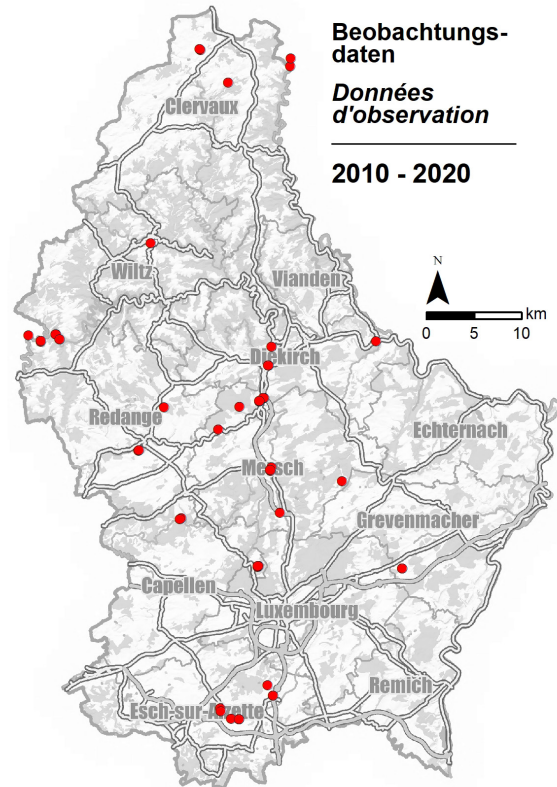 Beobachtungs-
daten
Données
d'observation
2010 - 2020
Clervaux
Wiltz
Vianden
N
0 5 10 km
Diekirch
Redange
Echternach
Mersch
Grevenmacher
Capellen
Luxembourg
Remich
Esch-sur-Alzette